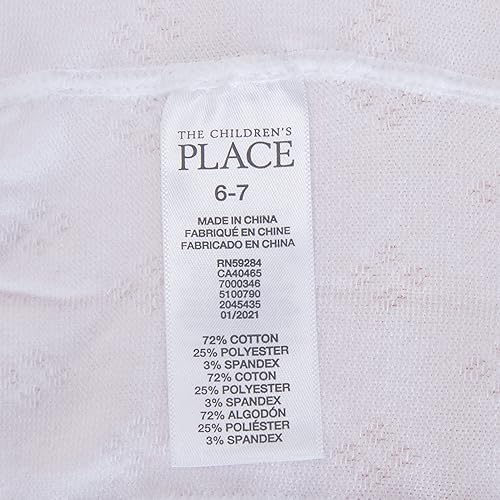 THE CHILDREN'S
PLACE
6-7
MADE IN CHINA
FABRIQUÉ EN CHINE
FABRICADO EN CHINA
RN59284
CA40465
7000346
5100790
2045435
01/2021
72% COTTON
25% POLYESTER
3% SPANDEX
72% COTON
25% POLYESTER
3% SPANDEX
72% ALGODÓN
25% POLIÉSTER
3% SPANDEX